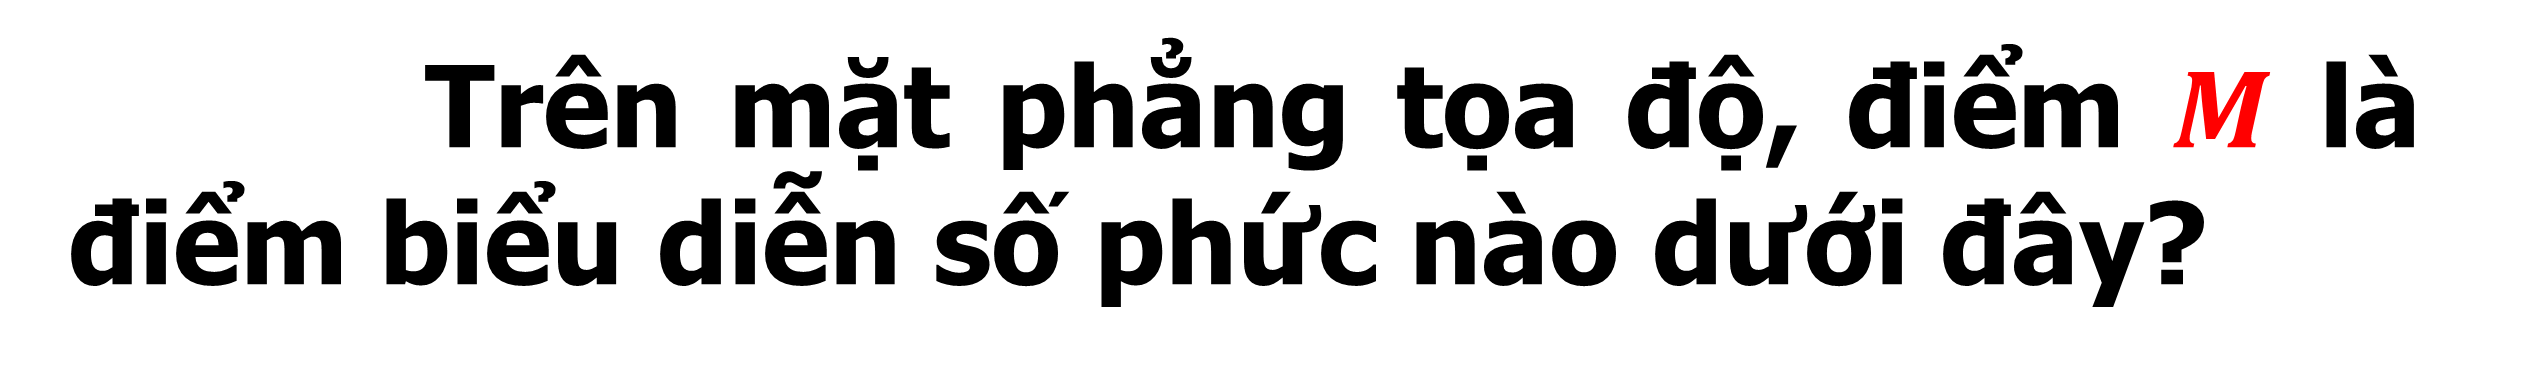 Trên mặt phẳng tọa độ, điểm M là
điểm biểu diễn số phức nào dưới đây?